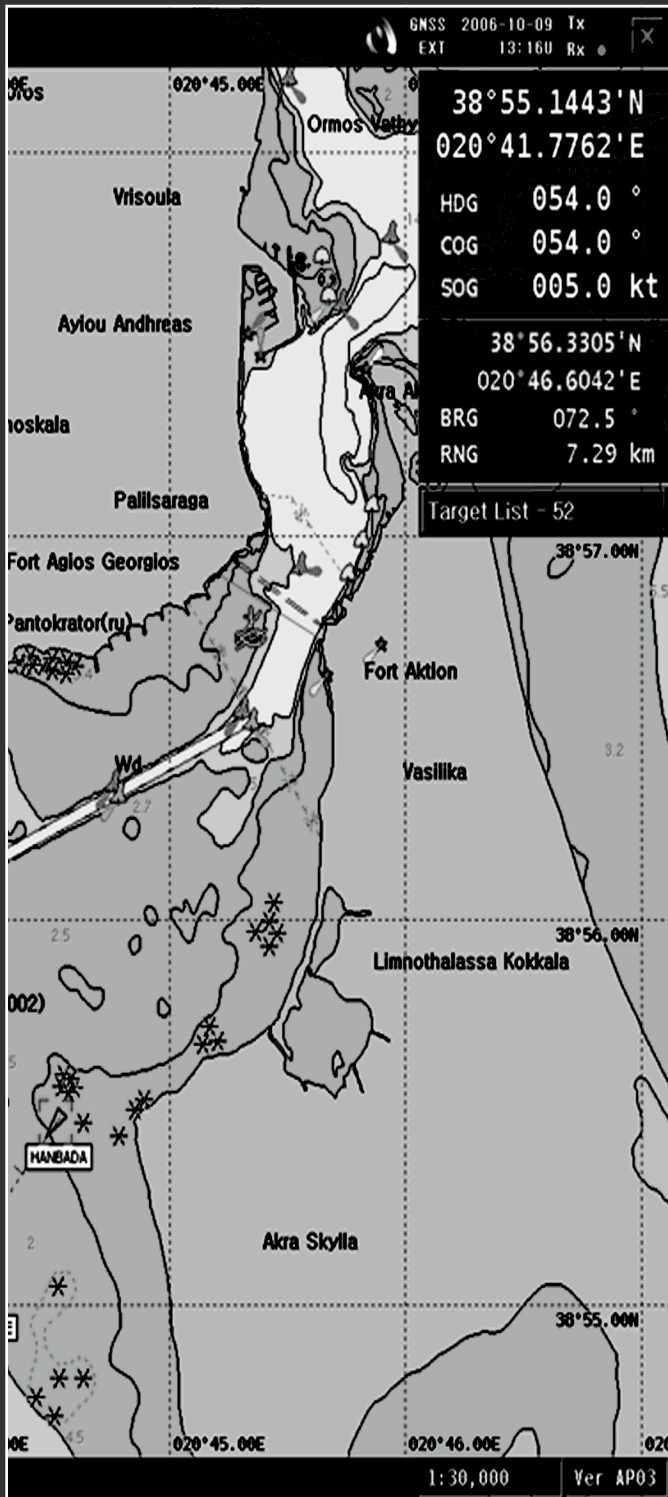 GNSS 2006-10-09 Tx
EXT 13:16U Rx
020°45.00E
Ormos Vathy
Vrisoula
Ayiou Andhreas
Palilsaraga
Fort Agios Georgios
Pantokrator(ru)
Fort Aktion
Wd
Vasilika
2.7
3.2
2.5
Limnothalassa Kokkala
002)
HANBADA
Akra Skylla
2
38°55.1443'N
020°41.7762'E
HDG 054.0 °
COG 054.0 °
SOG 005.0 kt
38°56.3305'N
020°46.6042'E
BRG 072.5 °
RNG 7.29 km
Target List - 52
38°57.00N
38°56.00N
38°55.00N
020°45.00E
020°46.00E
1:30,000
Ver AP03